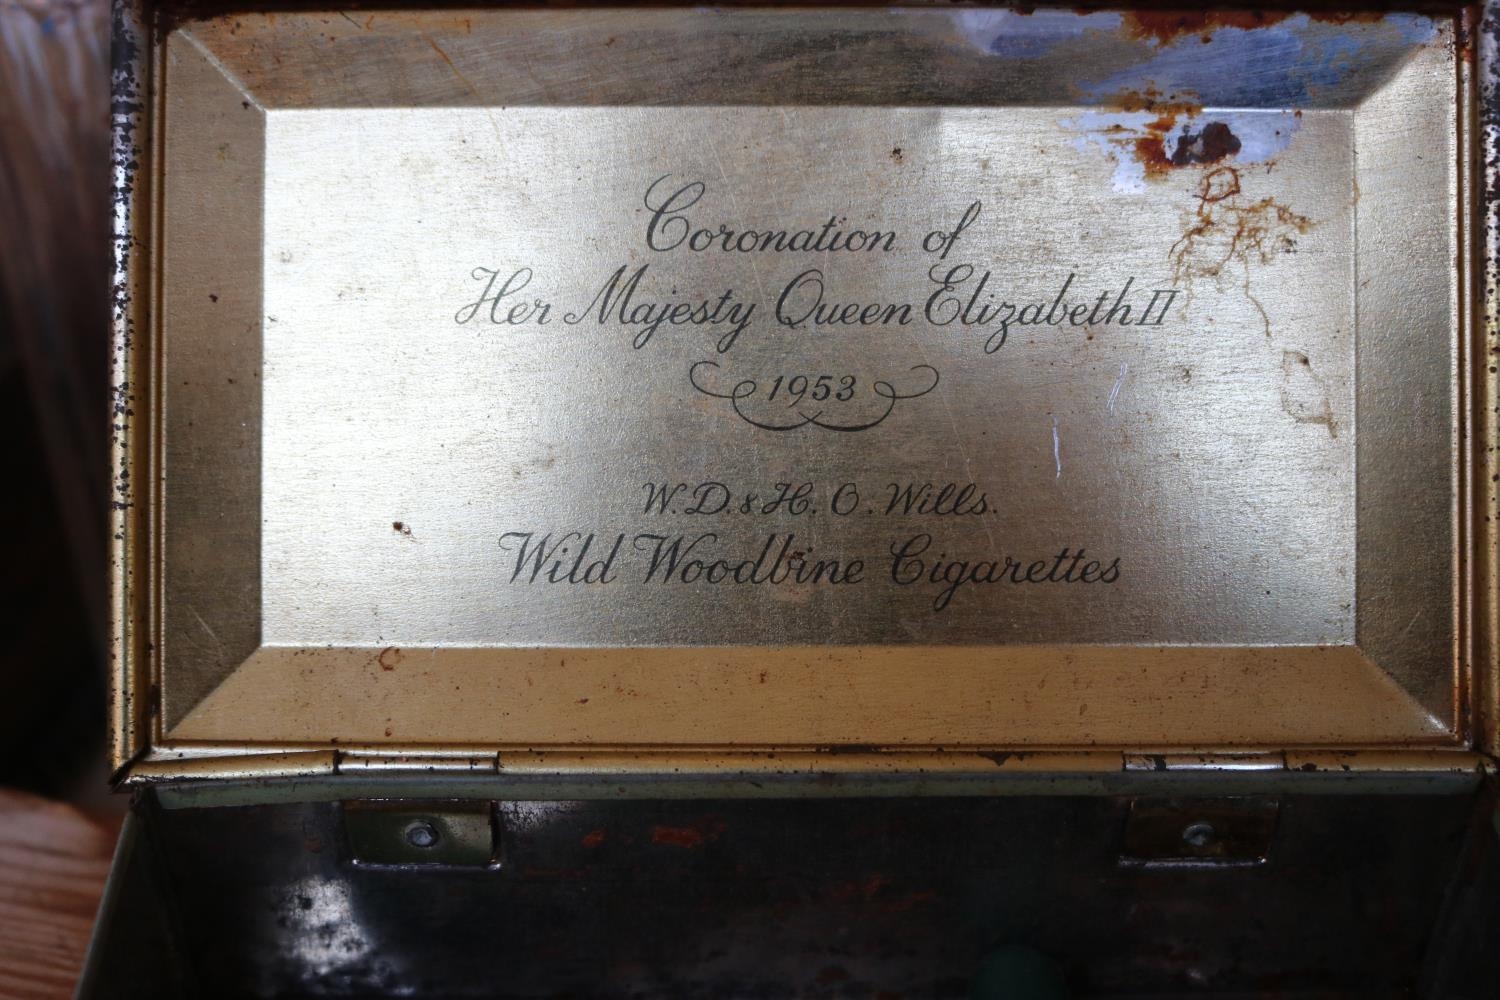 Coronation of
Her Majesty Queen Elizabeth II
1953
W.D. & H.O. Wills.
Wild Woodbine Cigarettes